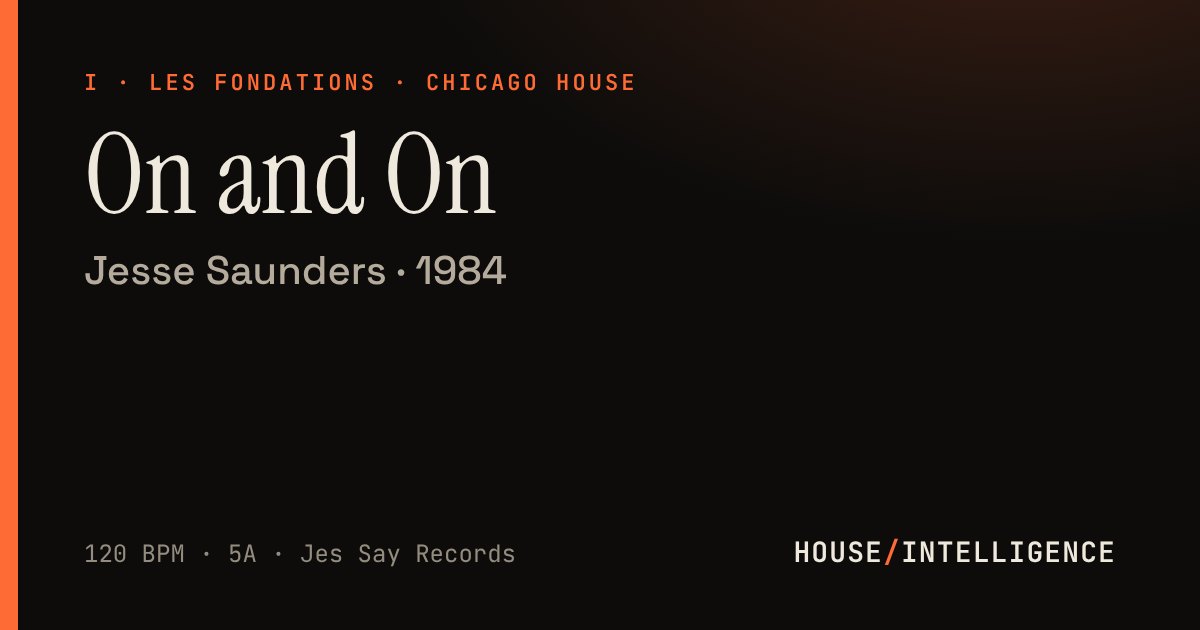 I · LES FONDATIONS · CHICAGO HOUSE
On and On
Jesse Saunders · 1984
120 BPM · 5A · Jes Say Records
HOUSE/INTELLIGENCE